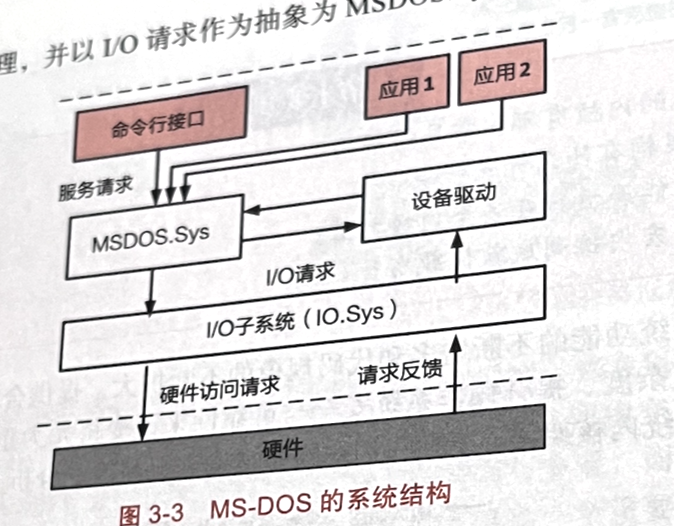 理，并以 I/O 请求作为抽象为 MSDOS
命令行接口
应用1
应用2
服务请求
MSDOS.Sys
设备驱动
I/O请求
I/O子系统（IO.Sys）
硬件访问请求
请求反馈
硬件
图 3-3 MS-DOS 的系统结构